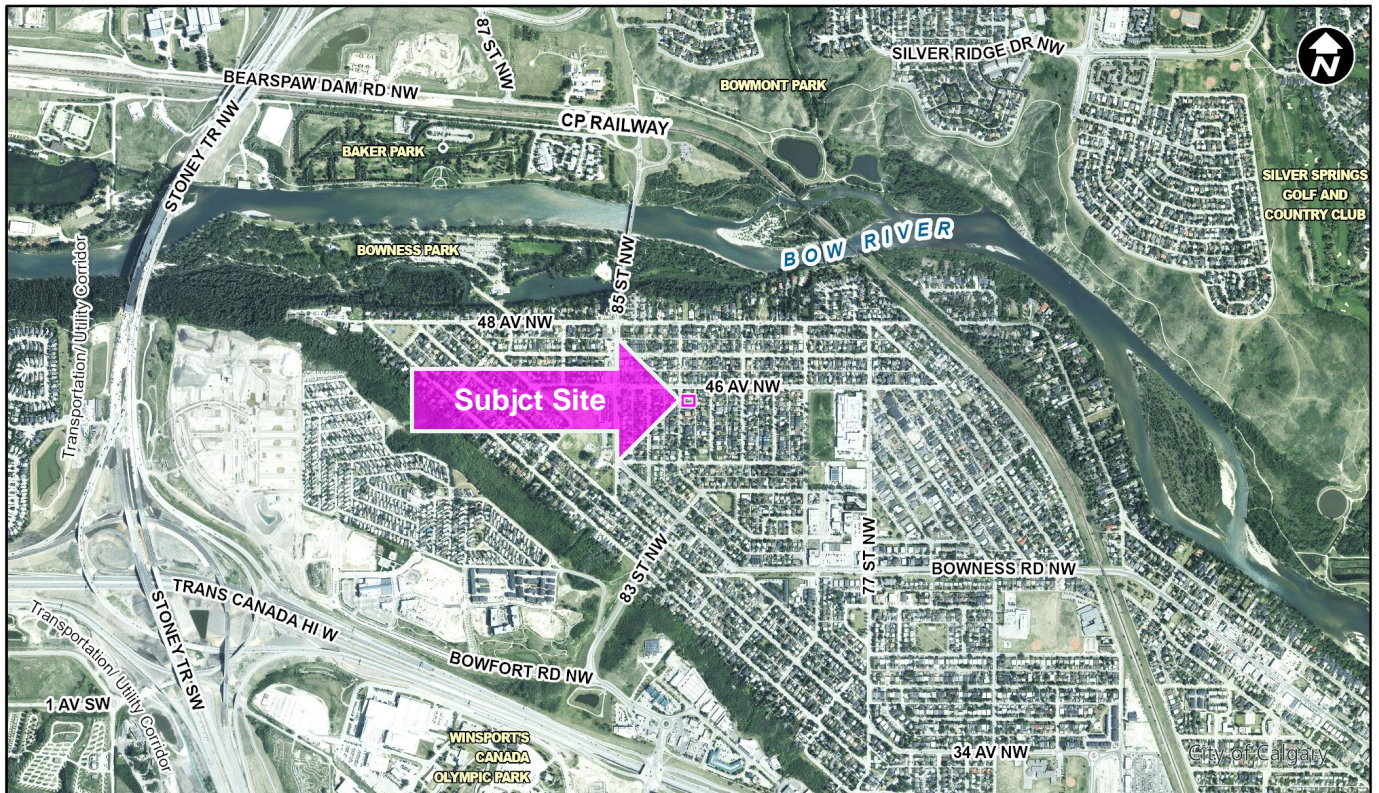 87 ST NW
SILVER RIDGE DR NW
N
BEARSPAW DAM RD NW
BOWMONT PARK
STONEY TR NW
CP RAILWAY
BAKER PARK
SILVER SPRINGS
GOLF AND
COUNTRY CLUB
BOWNESS PARK
BOW RIVER
85 ST NW
Transportation/ Utility Corridor
48 AV NW
46 AV NW
Subjct Site
83 ST NW
77 ST NW
BOWNESS RD NW
TRANS CANADA HI W
STONEY TR SW
Transportation/ Utility Corridor
BOWFORT RD NW
1 AV SW
WINSPORT'S
CANADA
OLYMPIC PARK
34 AV NW
City of Calgary